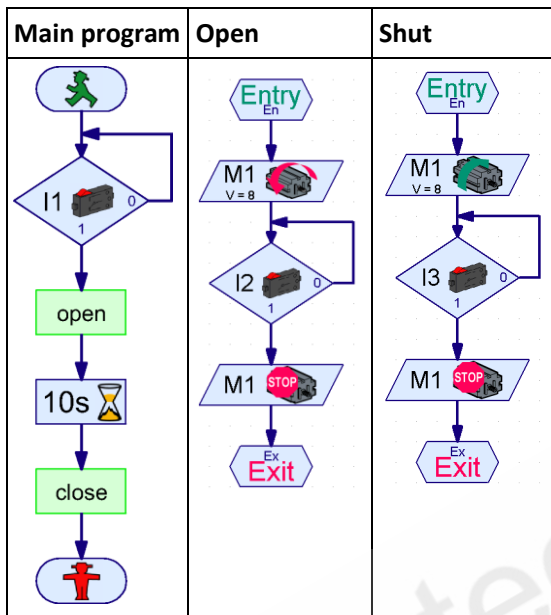 Main program
Open
Shut
I1
0
1
open
10s
close
Entry
En
M1
V = 8
I2
0
1
M1
STOP
Ex
Exit
Entry
En
M1
V = 8
I3
0
1
M1
STOP
Ex
Exit